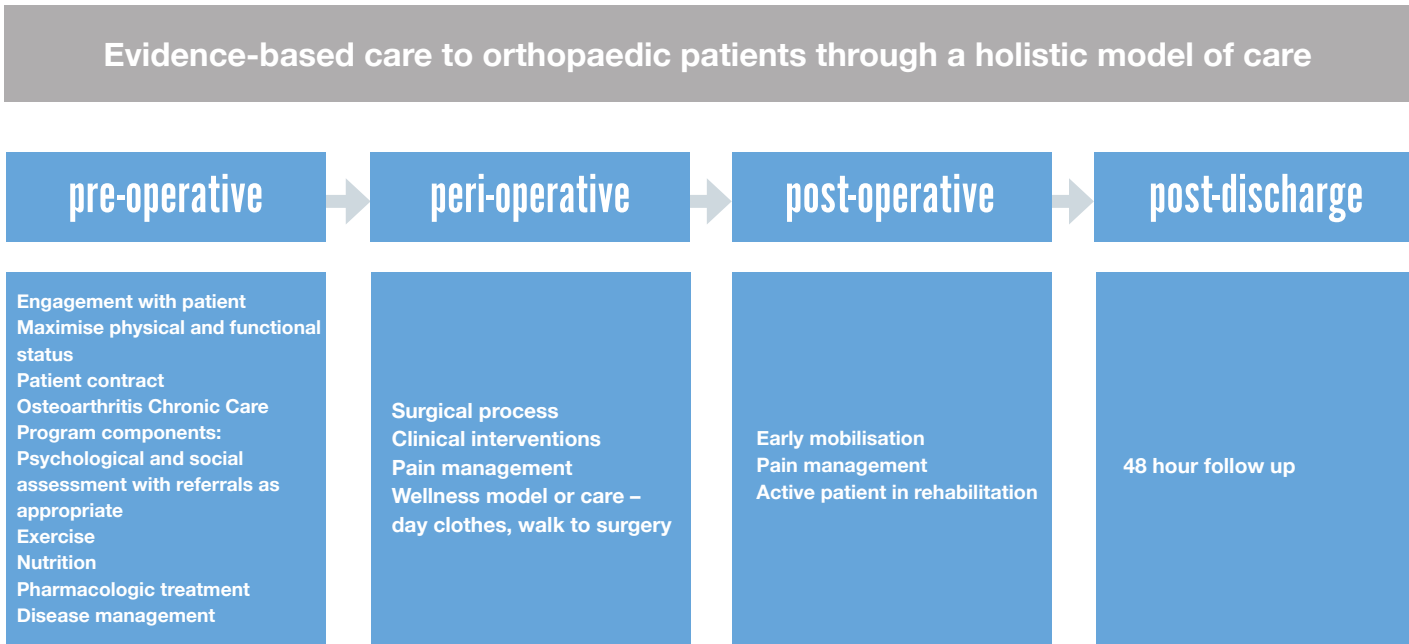 Evidence-based care to orthopaedic patients through a holistic model of care
pre-operative
peri-operative
post-operative
post-discharge
Engagement with patient
Maximise physical and functional
status
Patient contract
Osteoarthritis Chronic Care
Program components:
Psychological and social
assessment with referrals as
appropriate
Exercise
Nutrition
Pharmacologic treatment
Disease management
Surgical process
Clinical interventions
Pain management
Wellness model or care –
day clothes, walk to surgery
Early mobilisation
Pain management
Active patient in rehabilitation
48 hour follow up